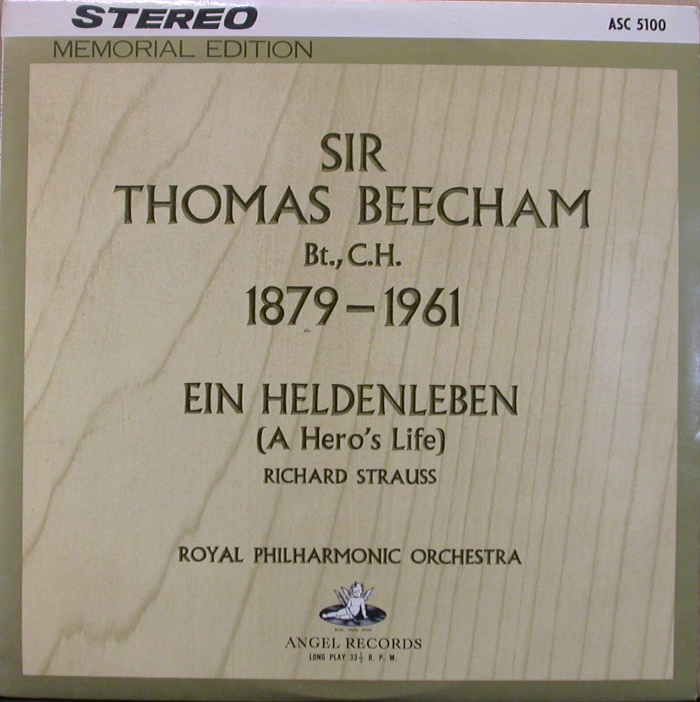 STEREO
ASC 5100
MEMORIAL EDITION
SIR
THOMAS BEECHAM
Bt., C.H.
1879–1961
EIN HELDENLEBEN
(A Hero's Life)
RICHARD STRAUSS
ROYAL PHILHARMONIC ORCHESTRA
ANGEL RECORDS
LONG PLAY 33⅓ R. P. M.